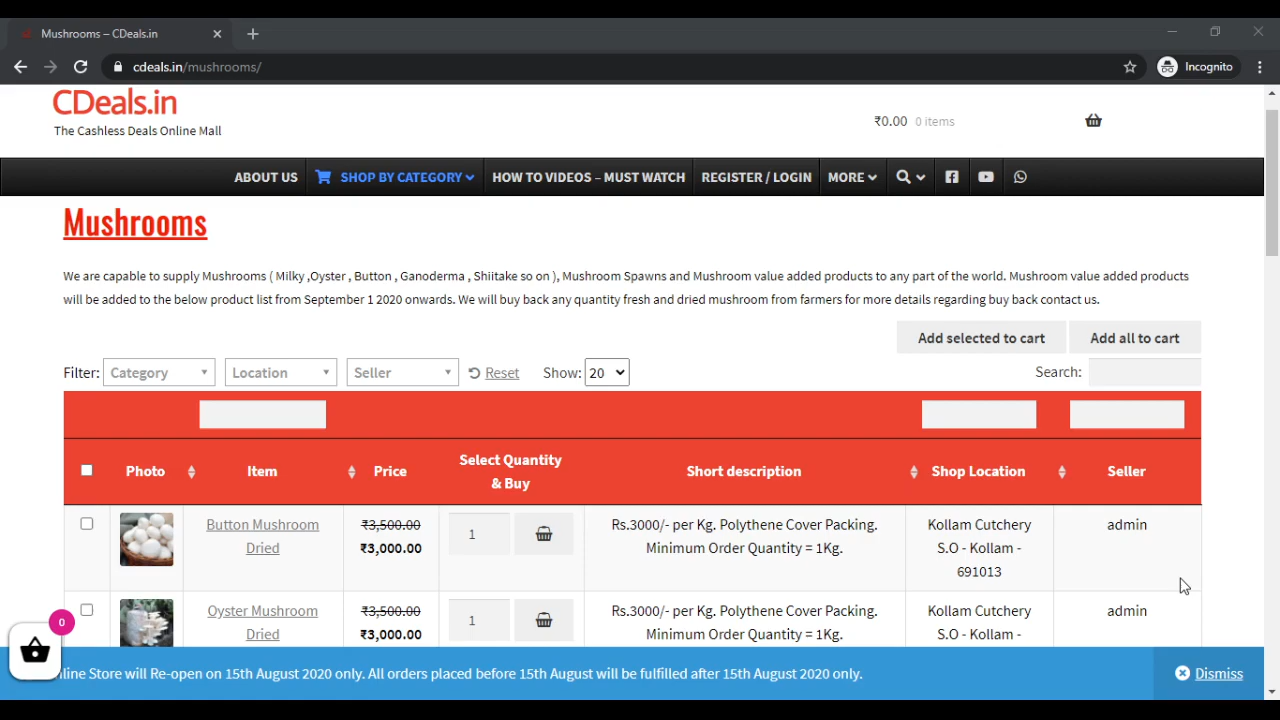 Mushrooms – CDeals.in
cdeals.in/mushrooms/
Incognito
CDeals.in
The Cashless Deals Online Mall
₹0.00 0 items
ABOUT US SHOP BY CATEGORY HOW TO VIDEOS – MUST WATCH REGISTER / LOGIN MORE
Mushrooms
We are capable to supply Mushrooms ( Milky ,Oyster , Button , Ganoderma , Shiitake so on ), Mushroom Spawns and Mushroom value added products to any part of the world. Mushroom value added products
will be added to the below product list from September 1 2020 onwards. We will buy back any quantity fresh and dried mushroom from farmers for more details regarding buy back contact us.
Add selected to cart Add all to cart
Filter: Category Location Seller Reset Show: 20 Search:
Photo Item Price Select Quantity & Buy Short description Shop Location Seller
Button Mushroom ₹3,500.00 1 Rs.3000/- per Kg. Polythene Cover Packing. Kollam Cutchery admin
Dried ₹3,000.00 Minimum Order Quantity = 1Kg. S.O - Kollam -
691013
Oyster Mushroom ₹3,500.00 1 Rs.3000/- per Kg. Polythene Cover Packing. Kollam Cutchery admin
Dried ₹3,000.00 Minimum Order Quantity = 1Kg. S.O - Kollam -
0
line Store will Re-open on 15th August 2020 only. All orders placed before 15th August will be fulfilled after 15th August 2020 only. Dismiss